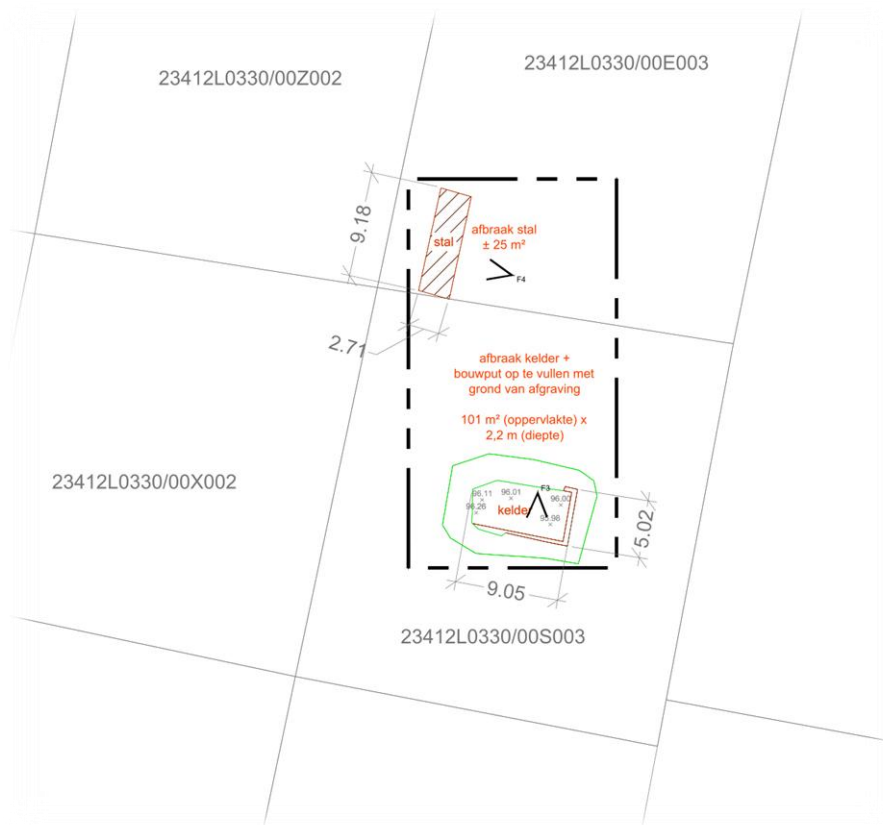 23412L0330/00Z002
23412L0330/00E003
9.18
stal
afbraak stal
± 25 m²
F4
2.71
afbraak kelder +
bouwput op te vullen met
grond van afgraving
101 m² (oppervlakte) x
2,2 m (diepte)
23412L0330/00X002
96.11
96.01
F3
96.00
96.26
kelder
95.96
5.02
9.05
23412L0330/00S003